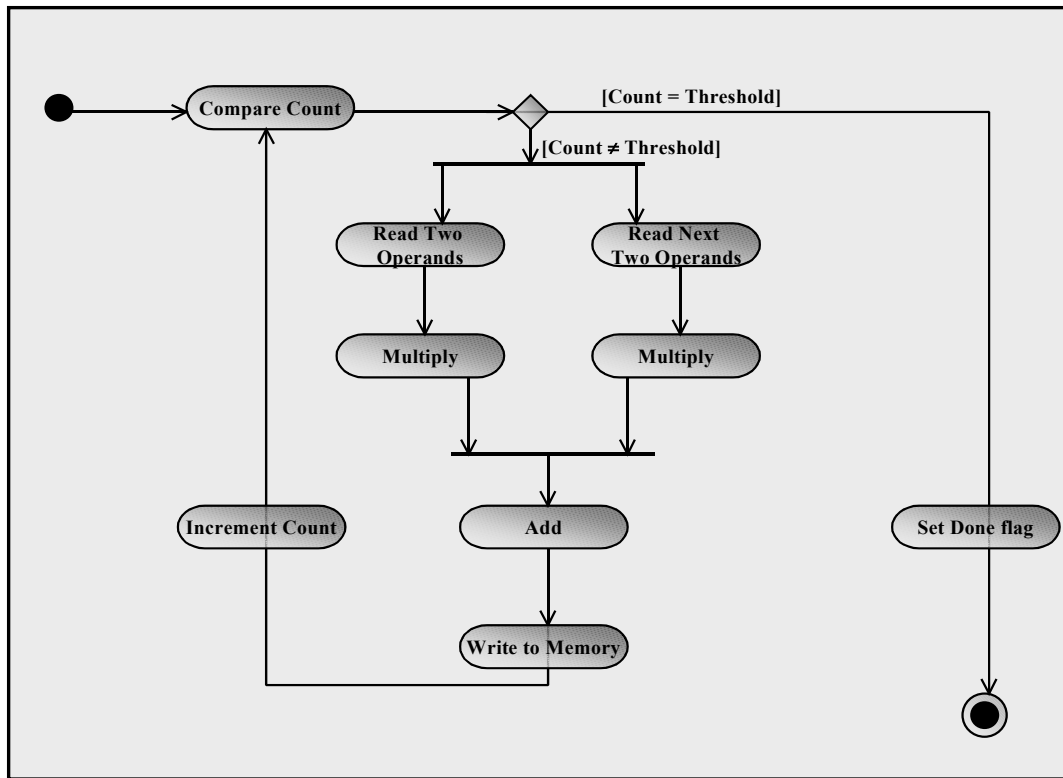 Compare Count
[Count = Threshold]
[Count ≠ Threshold]
Read Two
Operands
Read Next
Two Operands
Multiply
Multiply
Increment Count
Add
Set Done flag
Write to Memory